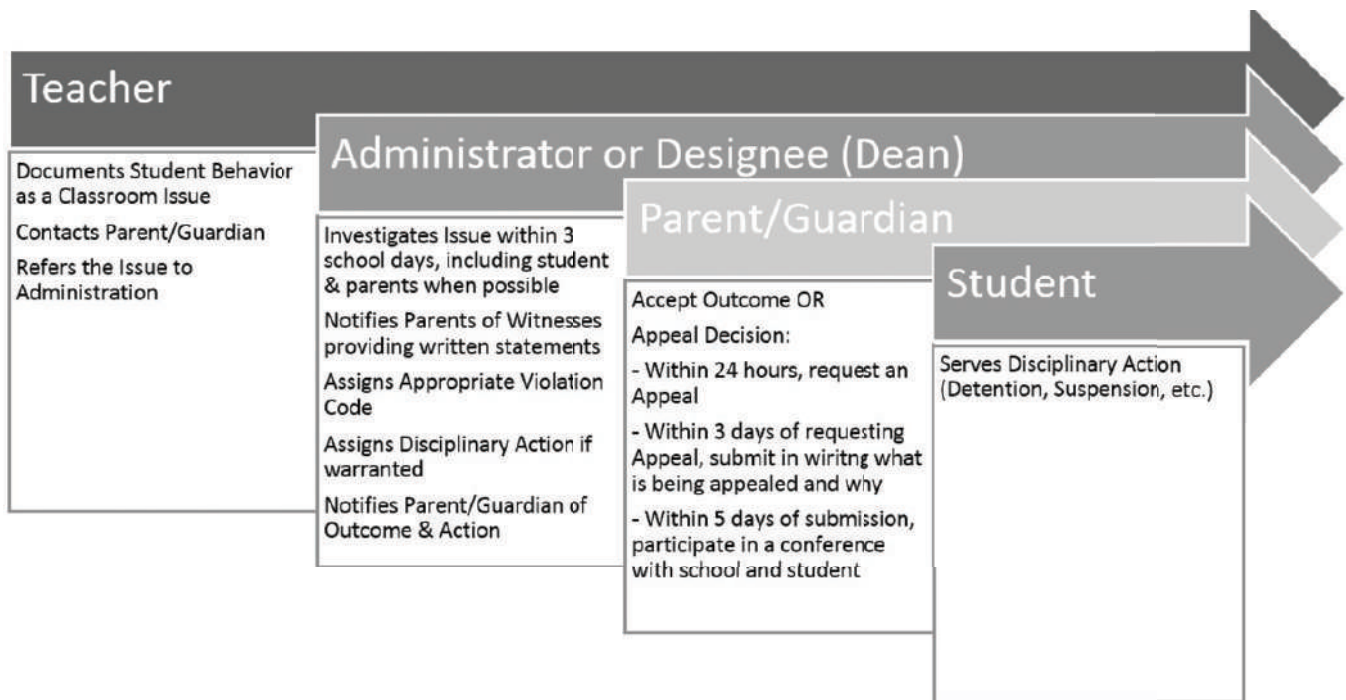 Teacher
Documents Student Behavior
as a Classroom Issue
Contacts Parent/Guardian
Refers the Issue to
Administration
Administrator or Designee (Dean)
Investigates Issue within 3
school days, including student
& parents when possible
Notifies Parents of Witnesses
providing written statements
Assigns Appropriate Violation
Code
Assigns Disciplinary Action if
warranted
Notifies Parent/Guardian of
Outcome & Action
Parent/Guardian
Accept Outcome OR
Appeal Decision:
- Within 24 hours, request an
Appeal
- Within 3 days of requesting
Appeal, submit in wiritng what
is being appealed and why
- Within 5 days of submission,
participate in a conference
with school and student
Student
Serves Disciplinary Action
(Detention, Suspension, etc.)